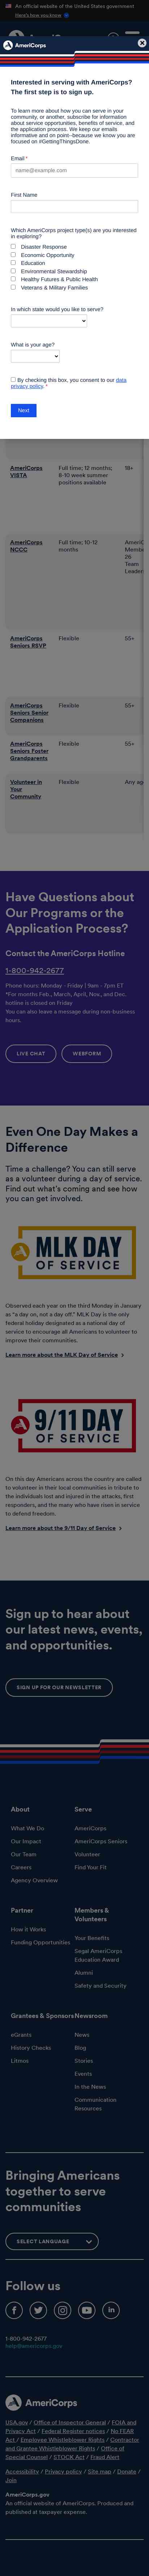 An official website of the United States government
Here's how you know
AmeriCorps
Interested in serving with AmeriCorps?
The first step is to sign up.
To learn more about how you can serve in your
community, or another, subscribe for information
about our opportunities, benefits of service, and
the application process. We keep our emails
informational and on point–because we know you are
focused on #GettingThingsDone.
Email *
name@example.com
First Name
Which AmeriCorps project type(s) are you interested
in exploring?
Disaster Response
Economic Opportunity
Education
Environmental Stewardship
Healthy Futures & Public Health
Veterans & Military Familes
In which state would you like to serve?
What is your age?
By checking this box, you consent to our data
privacy policy. *
Next
AmeriCorps VISTA
Full time; 12 months; 8-10 week summer positions available
18+
AmeriCorps NCCC
Full time; 10-12 months
AmeriCorps
Seniors RSVP
Flexible
55+
AmeriCorps
Seniors Senior
Companions
Flexible
55+
AmeriCorps
Seniors Foster
Grandparents
Flexible
55+
Volunteer in
Your
Community
Flexible
Any
Have Questions about
Our Programs or the
Application Process?
Contact the AmeriCorps Hotline
1-800-942-2677
Phone hours: Monday - Friday | 9am - 7pm ET
*For months Feb., March, April, Nov., and Dec.
hotline is closed on Friday
You can also leave a message during non-business
hours.
LIVE CHAT
WEBFORM
Even One Day Makes a
Difference
Time a challenge? You can still serve
as a volunteer during a day of service.
It's one day of caring and seeing how
you can get involved.
MLK DAY
OF SERVICE
Observed each year on the third Monday in January
as "a day on, not a day off," MLK Day is the only
federal holiday designated as a national day of
service to encourage all Americans to volunteer to
improve their communities.
Learn more about the MLK Day of Service
9/11 DAY
OF SERVICE
On this day Americans across the country are called
to volunteer in their local communities in tribute to
the individuals lost and injured in the attacks, first
responders, and the many who have risen in service to
defend freedom.
Learn more about the 9/11 Day of Service
Sign up to hear about
our latest news, events,
and opportunities.
SIGN UP FOR OUR NEWSLETTER
About
What We Do
Our Impact
Our Team
Careers
Agency Overview
Serve
AmeriCorps
AmeriCorps Seniors
Volunteer
Find Your Fit
Partner
How it Works
Funding Opportunities
Members &
Volunteers
Your Benefits
Segal AmeriCorps
Education Award
Alumni
Safety and Security
Grantees & Sponsors
eGrants
History Checks
Litmos
Newsroom
News
Blog
Stories
Events
In the News
Communication
Resources
Bringing Americans
together to serve
communities
SELECT LANGUAGE
Follow us
1-800-942-2677
help@americorps.gov
AmeriCorps
USA.gov / Office of Inspector General / FOIA and
Privacy Act / Federal Register notices / No FEAR
Act / Employee Whistleblower Rights / Contractor
and Grantee Whistleblower Rights / Office of
Special Counsel / STOCK Act / Fraud Alert
Accessibility / Privacy policy / Site map / Donate /
Join
AmeriCorps.gov
An official website of AmeriCorps. Produced and
published at taxpayer expense.